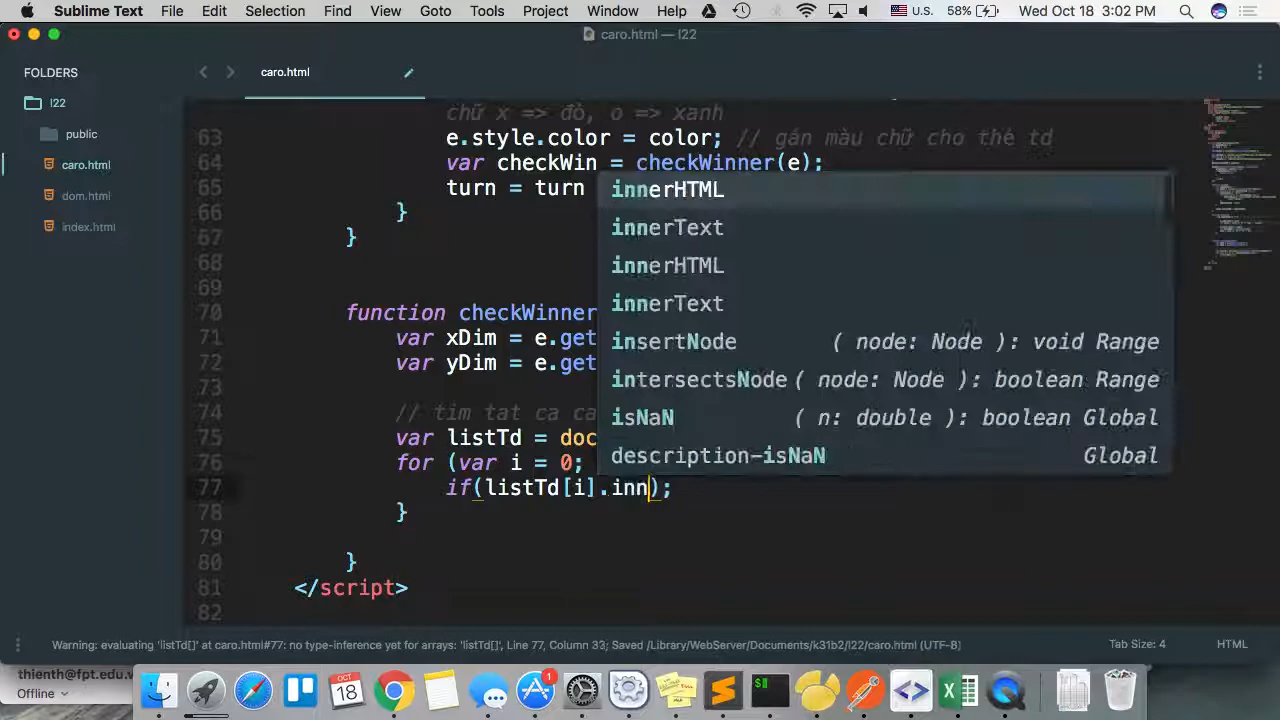 Sublime Text File Edit Selection Find View Goto Tools Project Window Help U.S. 58% Wed Oct 18 3:02 PM
caro.html — l22
FOLDERS
l22
public
caro.html
dom.html
index.html
caro.html
chữ x => đỏ, o => xanh
63 e.style.color = color; // gán màu chữ cho thẻ td
64 var checkWin = checkWinner(e);
65 turn = turn
66 }
67 }
68
69
70 function checkWinner
71 var xDim = e.get
72 var yDim = e.get
73
74 // tim tat ca ca
75 var listTd = doc
76 for (var i = 0;
77 if(listTd[i].inn);
78 }
79
80 }
81 </script>
82
innerHTML
innerText
innerHTML
innerText
insertNode ( node: Node ): void Range
intersectsNode ( node: Node ): boolean Range
isNaN ( n: double ): boolean Global
description-isNaN Global
Warning: evaluating 'listTd[]' at caro.html#77: no type-inference yet for arrays: 'listTd[]', Line 77, Column 33; Saved /Library/WebServer/Documents/k31b2/l22/caro.html (UTF-8) Tab Size: 4 HTML
thienth@fpt.edu.v
Offline
OCT
18
1
$